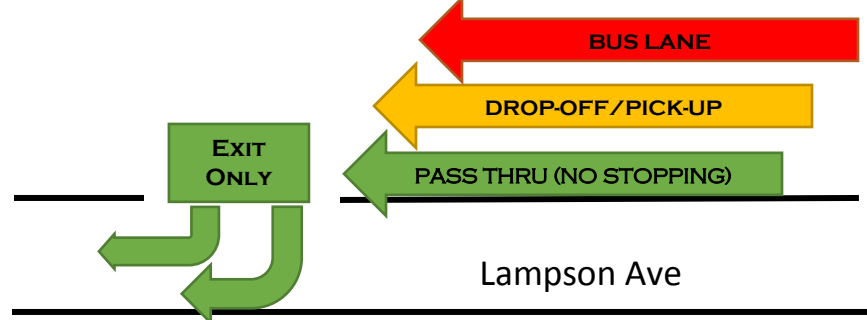 BUS LANE
DROP-OFF/PICK-UP
EXIT
ONLY
PASS THRU (NO STOPPING)
Lampson Ave